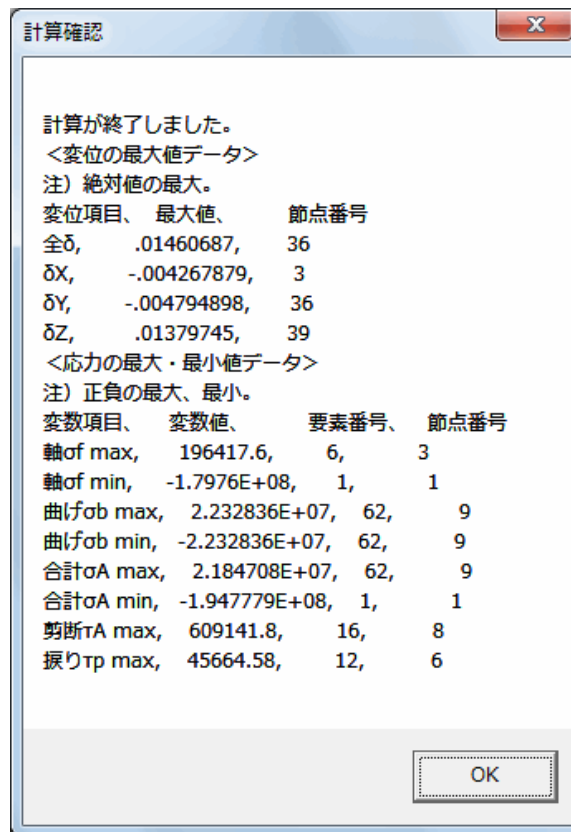 計算確認
計算が終了しました。
＜変位の最大値データ＞
注）絶対値の最大。
変位項目、 最大値、 節点番号
全δ, .01460687, 36
δX, -.004267879, 3
δY, -.004794898, 36
δZ, .01379745, 39
＜応力の最大・最小値データ＞
注）正負の最大、最小。
変数項目、 変数値、 要素番号、 節点番号
軸σf max, 196417.6, 6, 3
軸σf min, -1.7976E+08, 1, 1
曲げσb max, 2.232836E+07, 62, 9
曲げσb min, -2.232836E+07, 62, 9
合計σA max, 2.184708E+07, 62, 9
合計σA min, -1.947779E+08, 1, 1
剪断τA max, 609141.8, 16, 8
捩りτp max, 45664.58, 12, 6
OK